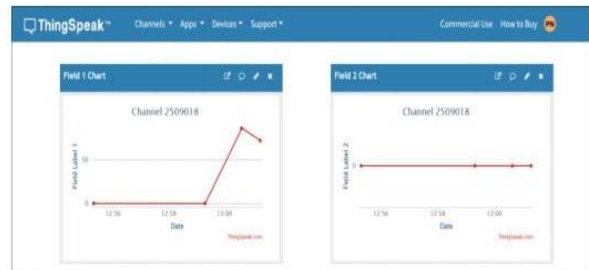 ThingSpeak™ Channels Apps Devices Support Commercial Use How to Buy PN
Field 1 Chart
Channel 2509018
Field Label 1
50
0
12:56 12:58 13:00
Date
ThingSpeak.com
Field 2 Chart
Channel 2509018
Field Label 2
0
12:56 12:58 13:00
Date
ThingSpeak.com